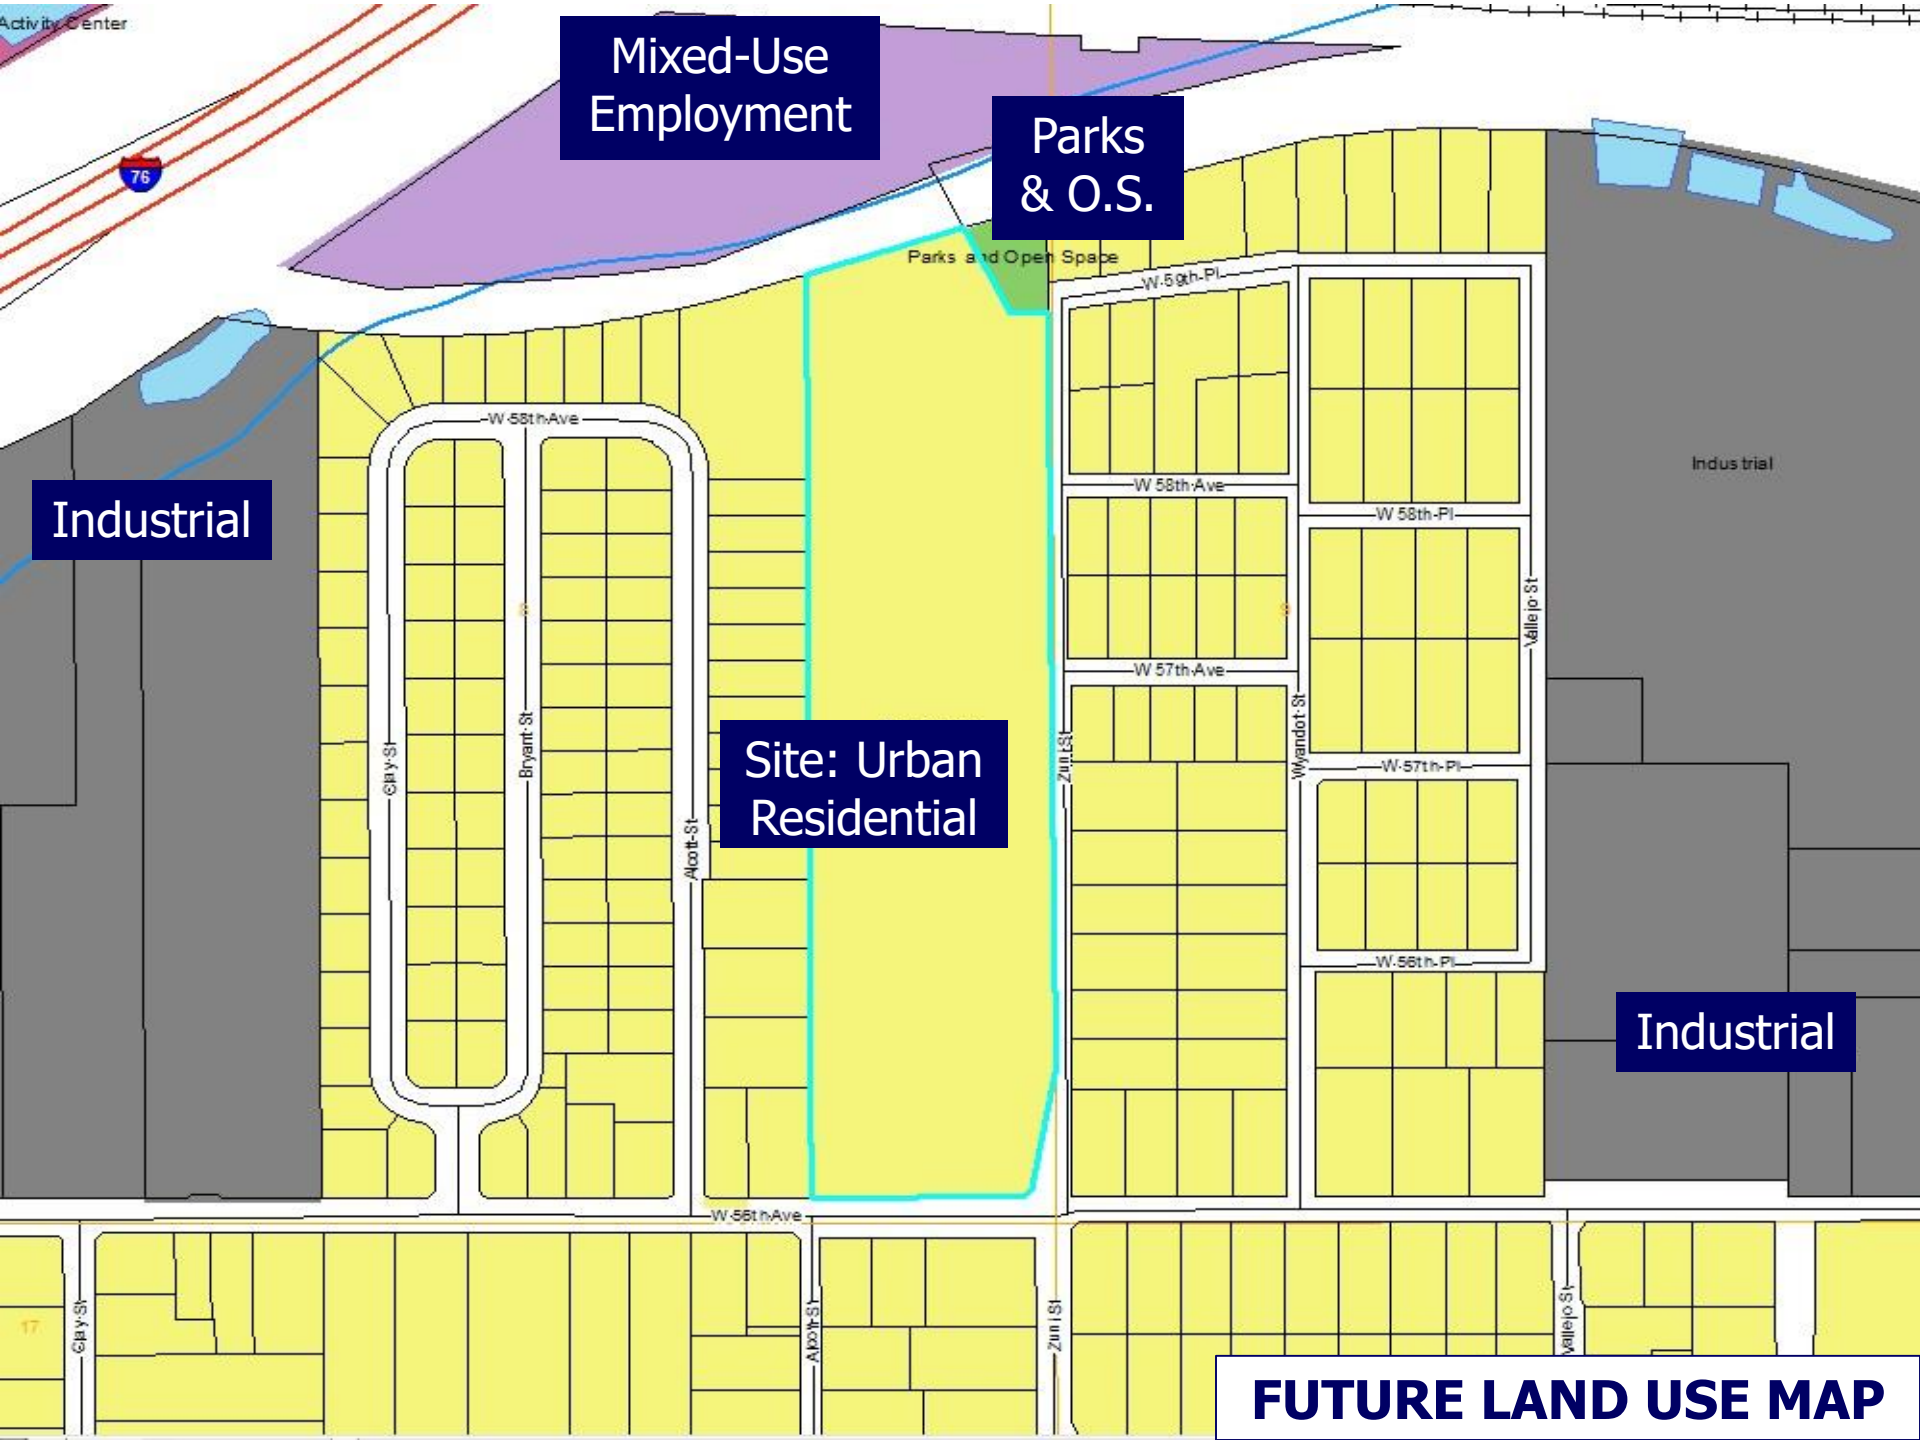 Activity Center
Mixed-Use
Employment
Parks
& O.S.
76
Parks and Open Space
W 59th Pl
W 58th Ave
Industrial
Industrial
W 58th Ave
W 58th Pl
S
S
Vallejo St
W 57th Ave
Clay St
Bryant St
Alcott St
Site: Urban
Residential
Zuni St
Wyandot St
W 57th Pl
W 56th Pl
Industrial
W 56th Ave
17
Clay St
Alcott St
Zuni St
Vallejo St
FUTURE LAND USE MAP